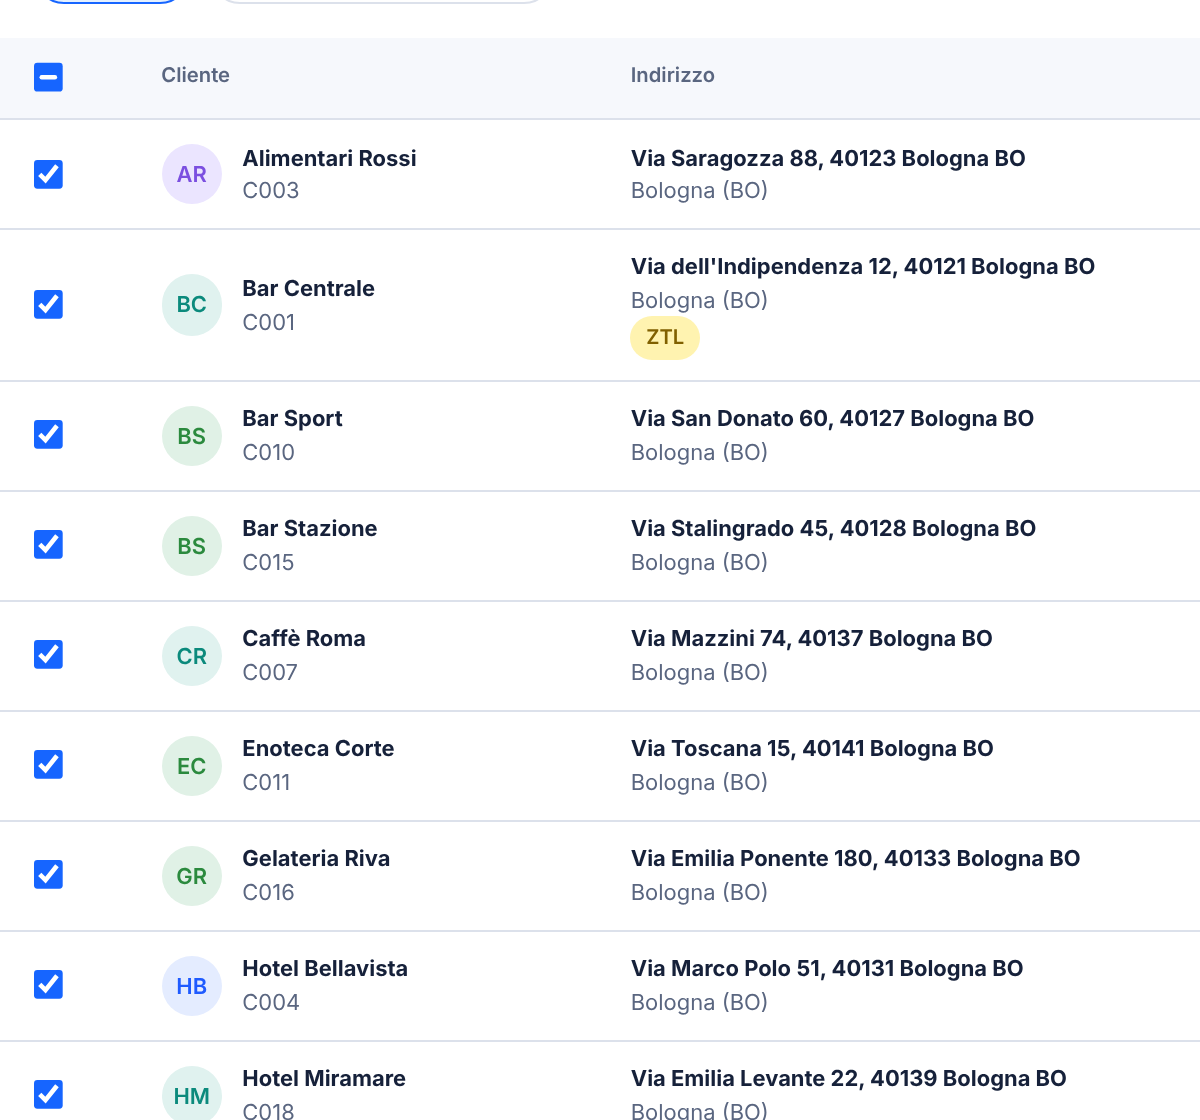 Cliente Indirizzo
AR Alimentari Rossi Via Saragozza 88, 40123 Bologna BO
C003 Bologna (BO)
Via dell'Indipendenza 12, 40121 Bologna BO
BC Bar Centrale Bologna (BO)
C001 ZTL
BS Bar Sport Via San Donato 60, 40127 Bologna BO
C010 Bologna (BO)
BS Bar Stazione Via Stalingrado 45, 40128 Bologna BO
C015 Bologna (BO)
CR Caffè Roma Via Mazzini 74, 40137 Bologna BO
C007 Bologna (BO)
EC Enoteca Corte Via Toscana 15, 40141 Bologna BO
C011 Bologna (BO)
GR Gelateria Riva Via Emilia Ponente 180, 40133 Bologna BO
C016 Bologna (BO)
HB Hotel Bellavista Via Marco Polo 51, 40131 Bologna BO
C004 Bologna (BO)
HM Hotel Miramare Via Emilia Levante 22, 40139 Bologna BO
C018 Bologna (BO)